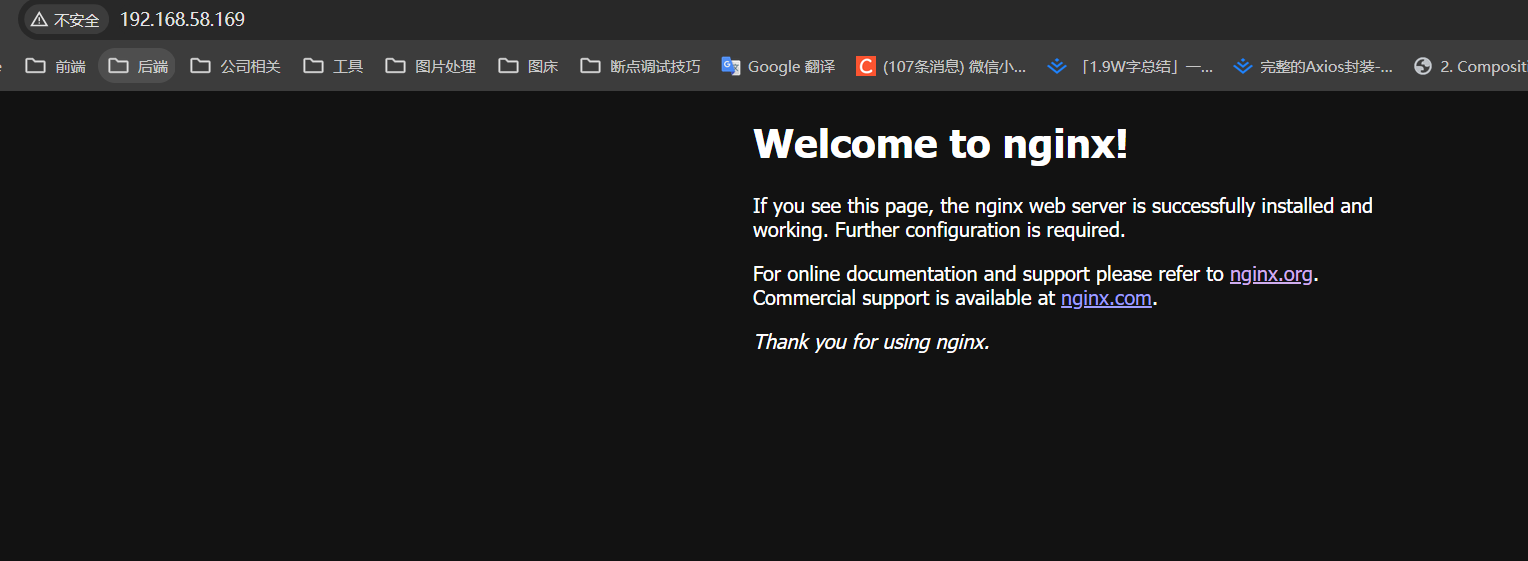 不安全 192.168.58.169
前端 后端 公司相关 工具 图片处理 图床 断点调试技巧 Google 翻译 (107条消息) 微信小... 「1.9W字总结」一... 完整的Axios封装-... 2. Compositi
Welcome to nginx!
If you see this page, the nginx web server is successfully installed and
working. Further configuration is required.
For online documentation and support please refer to nginx.org.
Commercial support is available at nginx.com.
Thank you for using nginx.